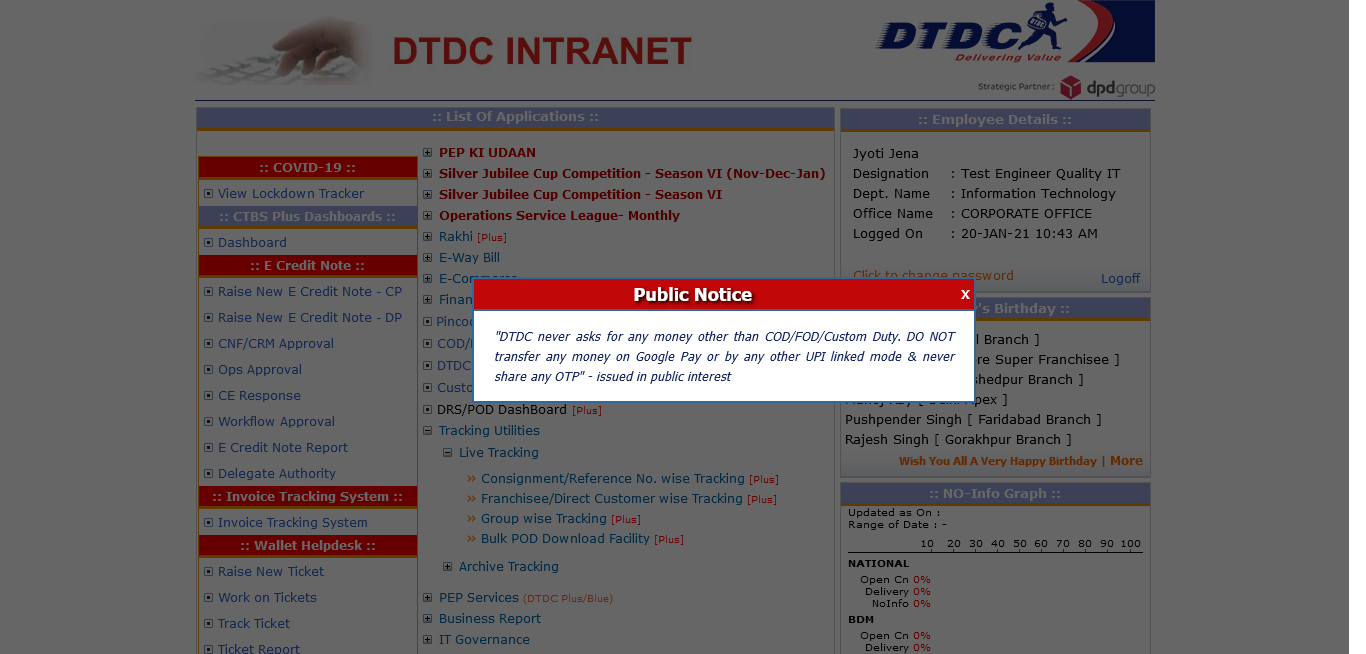 DTDC INTRANET
DTDC
Delivering Value
Strategic Partner :
dpdgroup
:: List Of Applications ::
:: COVID-19 ::
View Lockdown Tracker
:: CTBS Plus Dashboards ::
Dashboard
:: E Credit Note ::
Raise New E Credit Note - CP
Raise New E Credit Note - DP
CNF/CRM Approval
Ops Approval
CE Response
Workflow Approval
E Credit Note Report
Delegate Authority
:: Invoice Tracking System ::
Invoice Tracking System
:: Wallet Helpdesk ::
Raise New Ticket
Work on Tickets
Track Ticket
Ticket Report
PEP KI UDAAN
Silver Jubilee Cup Competition - Season VI (Nov-Dec-Jan)
Silver Jubilee Cup Competition - Season VI
Operations Service League- Monthly
Rakhi [Plus]
E-Way Bill
E-Commerce
Finan
Pincod
COD/
DTDC
Custo
DRS/POD DashBoard [Plus]
Tracking Utilities
Live Tracking
Consignment/Reference No. wise Tracking [Plus]
Franchisee/Direct Customer wise Tracking [Plus]
Group wise Tracking [Plus]
Bulk POD Download Facility [Plus]
Archive Tracking
PEP Services (DTDC Plus/Blue)
Business Report
IT Governance
Public Notice
X
"DTDC never asks for any money other than COD/FOD/Custom Duty. DO NOT
transfer any money on Google Pay or by any other UPI linked mode & never
share any OTP" - issued in public interest
:: Employee Details ::
Jyoti Jena
Designation : Test Engineer Quality IT
Dept. Name : Information Technology
Office Name : CORPORATE OFFICE
Logged On : 20-JAN-21 10:43 AM
Click to change password
Logoff
's Birthday ::
l Branch ]
re Super Franchisee ]
shedpur Branch ]
pex ]
Pushpender Singh [ Faridabad Branch ]
Rajesh Singh [ Gorakhpur Branch ]
Wish You All A Very Happy Birthday | More
:: NO-Info Graph ::
Updated as On :
Range of Date : -
10 20 30 40 50 60 70 80 90 100
NATIONAL
Open Cn 0%
Delivery 0%
NoInfo 0%
BDM
Open Cn 0%
Delivery 0%